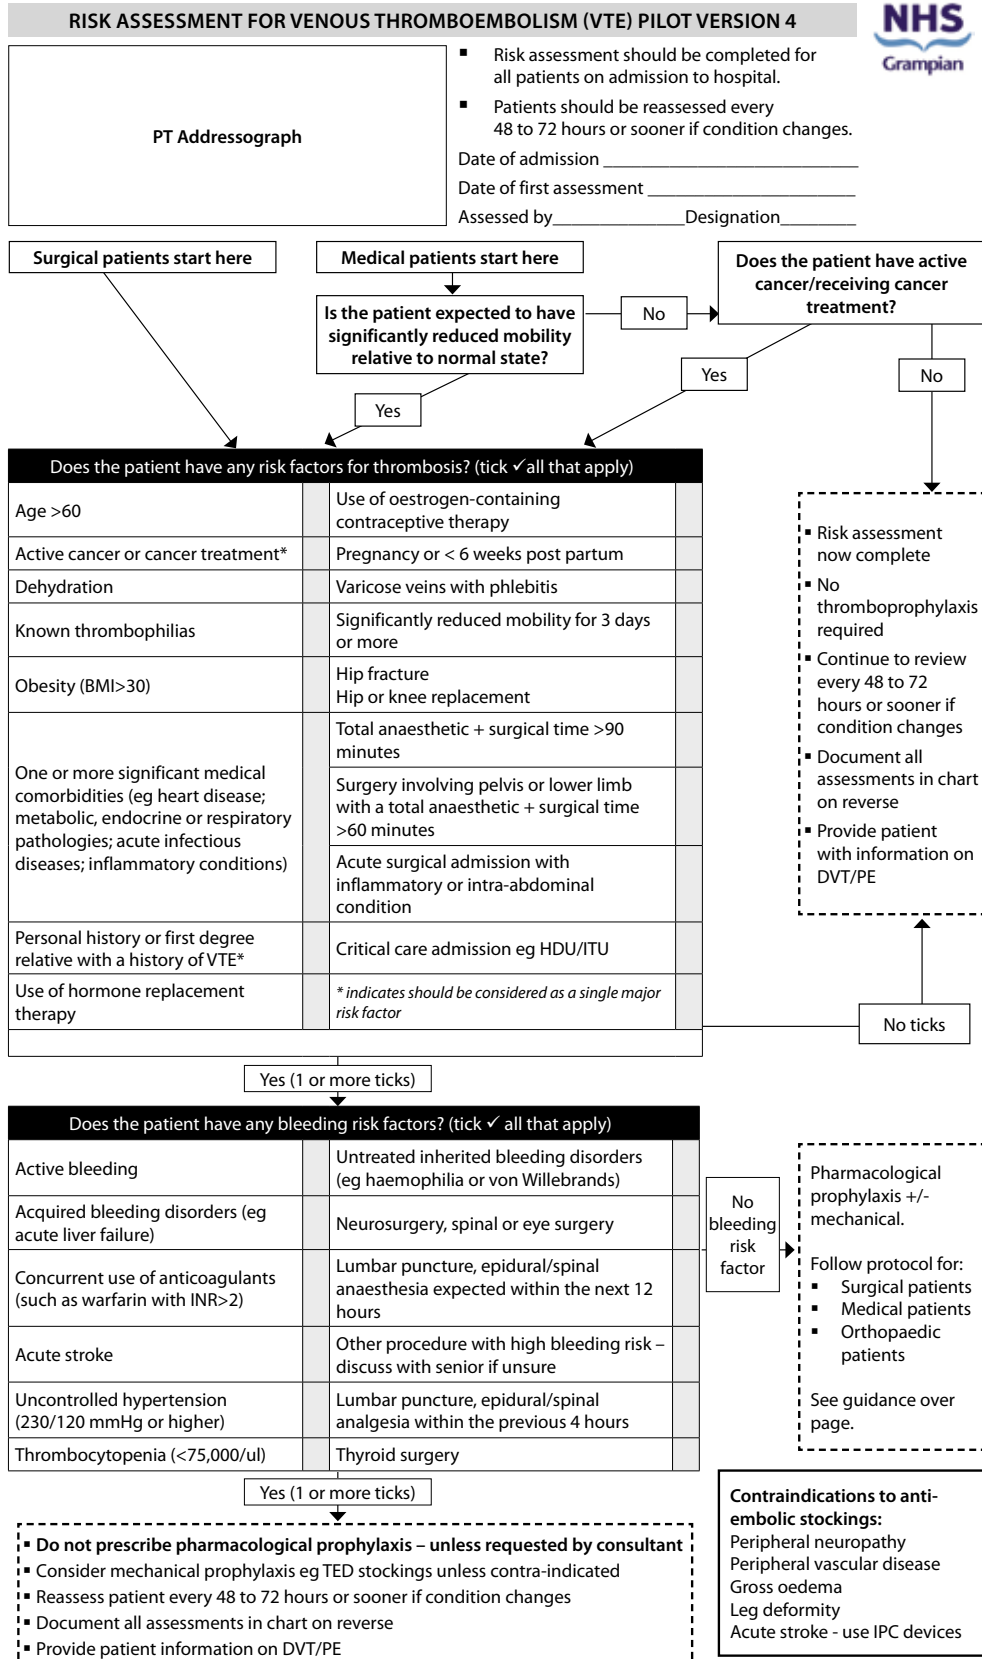 RISK ASSESSMENT FOR VENOUS THROMBOEMBOLISM (VTE) PILOT VERSION 4
NHS
Grampian
PT Addressograph
▪ Risk assessment should be completed for
all patients on admission to hospital.
▪ Patients should be reassessed every
48 to 72 hours or sooner if condition changes.
Date of admission ___________________________
Date of first assessment ______________________
Assessed by______________Designation________
Surgical patients start here
Medical patients start here
Does the patient have active
cancer/receiving cancer
treatment?
Is the patient expected to have
significantly reduced mobility
relative to normal state?
No
Yes
No
Yes
Does the patient have any risk factors for thrombosis? (tick ✓all that apply)
Age >60
Use of oestrogen-containing
contraceptive therapy
Active cancer or cancer treatment*
Pregnancy or < 6 weeks post partum
Dehydration
Varicose veins with phlebitis
Known thrombophilias
Significantly reduced mobility for 3 days
or more
Obesity (BMI>30)
Hip fracture
Hip or knee replacement
One or more significant medical
comorbidities (eg heart disease;
metabolic, endocrine or respiratory
pathologies; acute infectious
diseases; inflammatory conditions)
Total anaesthetic + surgical time >90
minutes
Surgery involving pelvis or lower limb
with a total anaesthetic + surgical time
>60 minutes
Acute surgical admission with
inflammatory or intra-abdominal
condition
Personal history or first degree
relative with a history of VTE*
Critical care admission eg HDU/ITU
Use of hormone replacement
therapy
* indicates should be considered as a single major
risk factor
▪ Risk assessment
now complete
▪ No
thromboprophylaxis
required
▪ Continue to review
every 48 to 72
hours or sooner if
condition changes
▪ Document all
assessments in chart
on reverse
▪ Provide patient
with information on
DVT/PE
No ticks
Yes (1 or more ticks)
Does the patient have any bleeding risk factors? (tick ✓ all that apply)
Active bleeding
Untreated inherited bleeding disorders
(eg haemophilia or von Willebrands)
Acquired bleeding disorders (eg
acute liver failure)
Neurosurgery, spinal or eye surgery
Concurrent use of anticoagulants
(such as warfarin with INR>2)
Lumbar puncture, epidural/spinal
anaesthesia expected within the next 12
hours
Acute stroke
Other procedure with high bleeding risk –
discuss with senior if unsure
Uncontrolled hypertension
(230/120 mmHg or higher)
Lumbar puncture, epidural/spinal
analgesia within the previous 4 hours
Thrombocytopenia (<75,000/ul)
Thyroid surgery
No
bleeding
risk
factor
Pharmacological
prophylaxis +/-
mechanical.
Follow protocol for:
▪ Surgical patients
▪ Medical patients
▪ Orthopaedic
patients
See guidance over
page.
Yes (1 or more ticks)
▪ Do not prescribe pharmacological prophylaxis – unless requested by consultant
▪ Consider mechanical prophylaxis eg TED stockings unless contra-indicated
▪ Reassess patient every 48 to 72 hours or sooner if condition changes
▪ Document all assessments in chart on reverse
▪ Provide patient information on DVT/PE
Contraindications to anti-
embolic stockings:
Peripheral neuropathy
Peripheral vascular disease
Gross oedema
Leg deformity
Acute stroke - use IPC devices